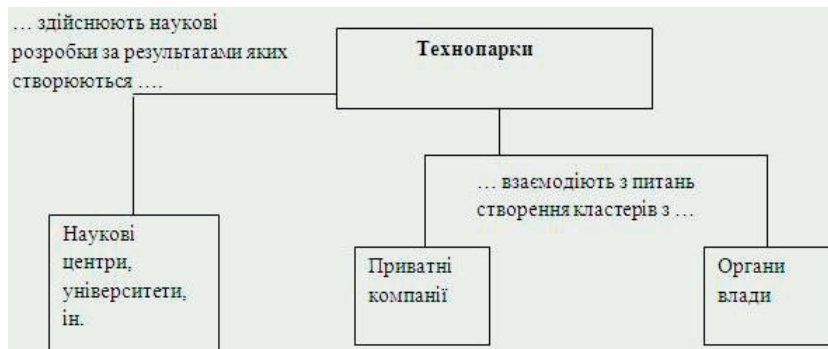 … здійснюють наукові
розробки за результатами яких
створюються ….
Технопарки
… взаємодіють з питань
створення кластерів з …
Наукові
центри,
університети,
ін.
Приватні
компанії
Органи
влади